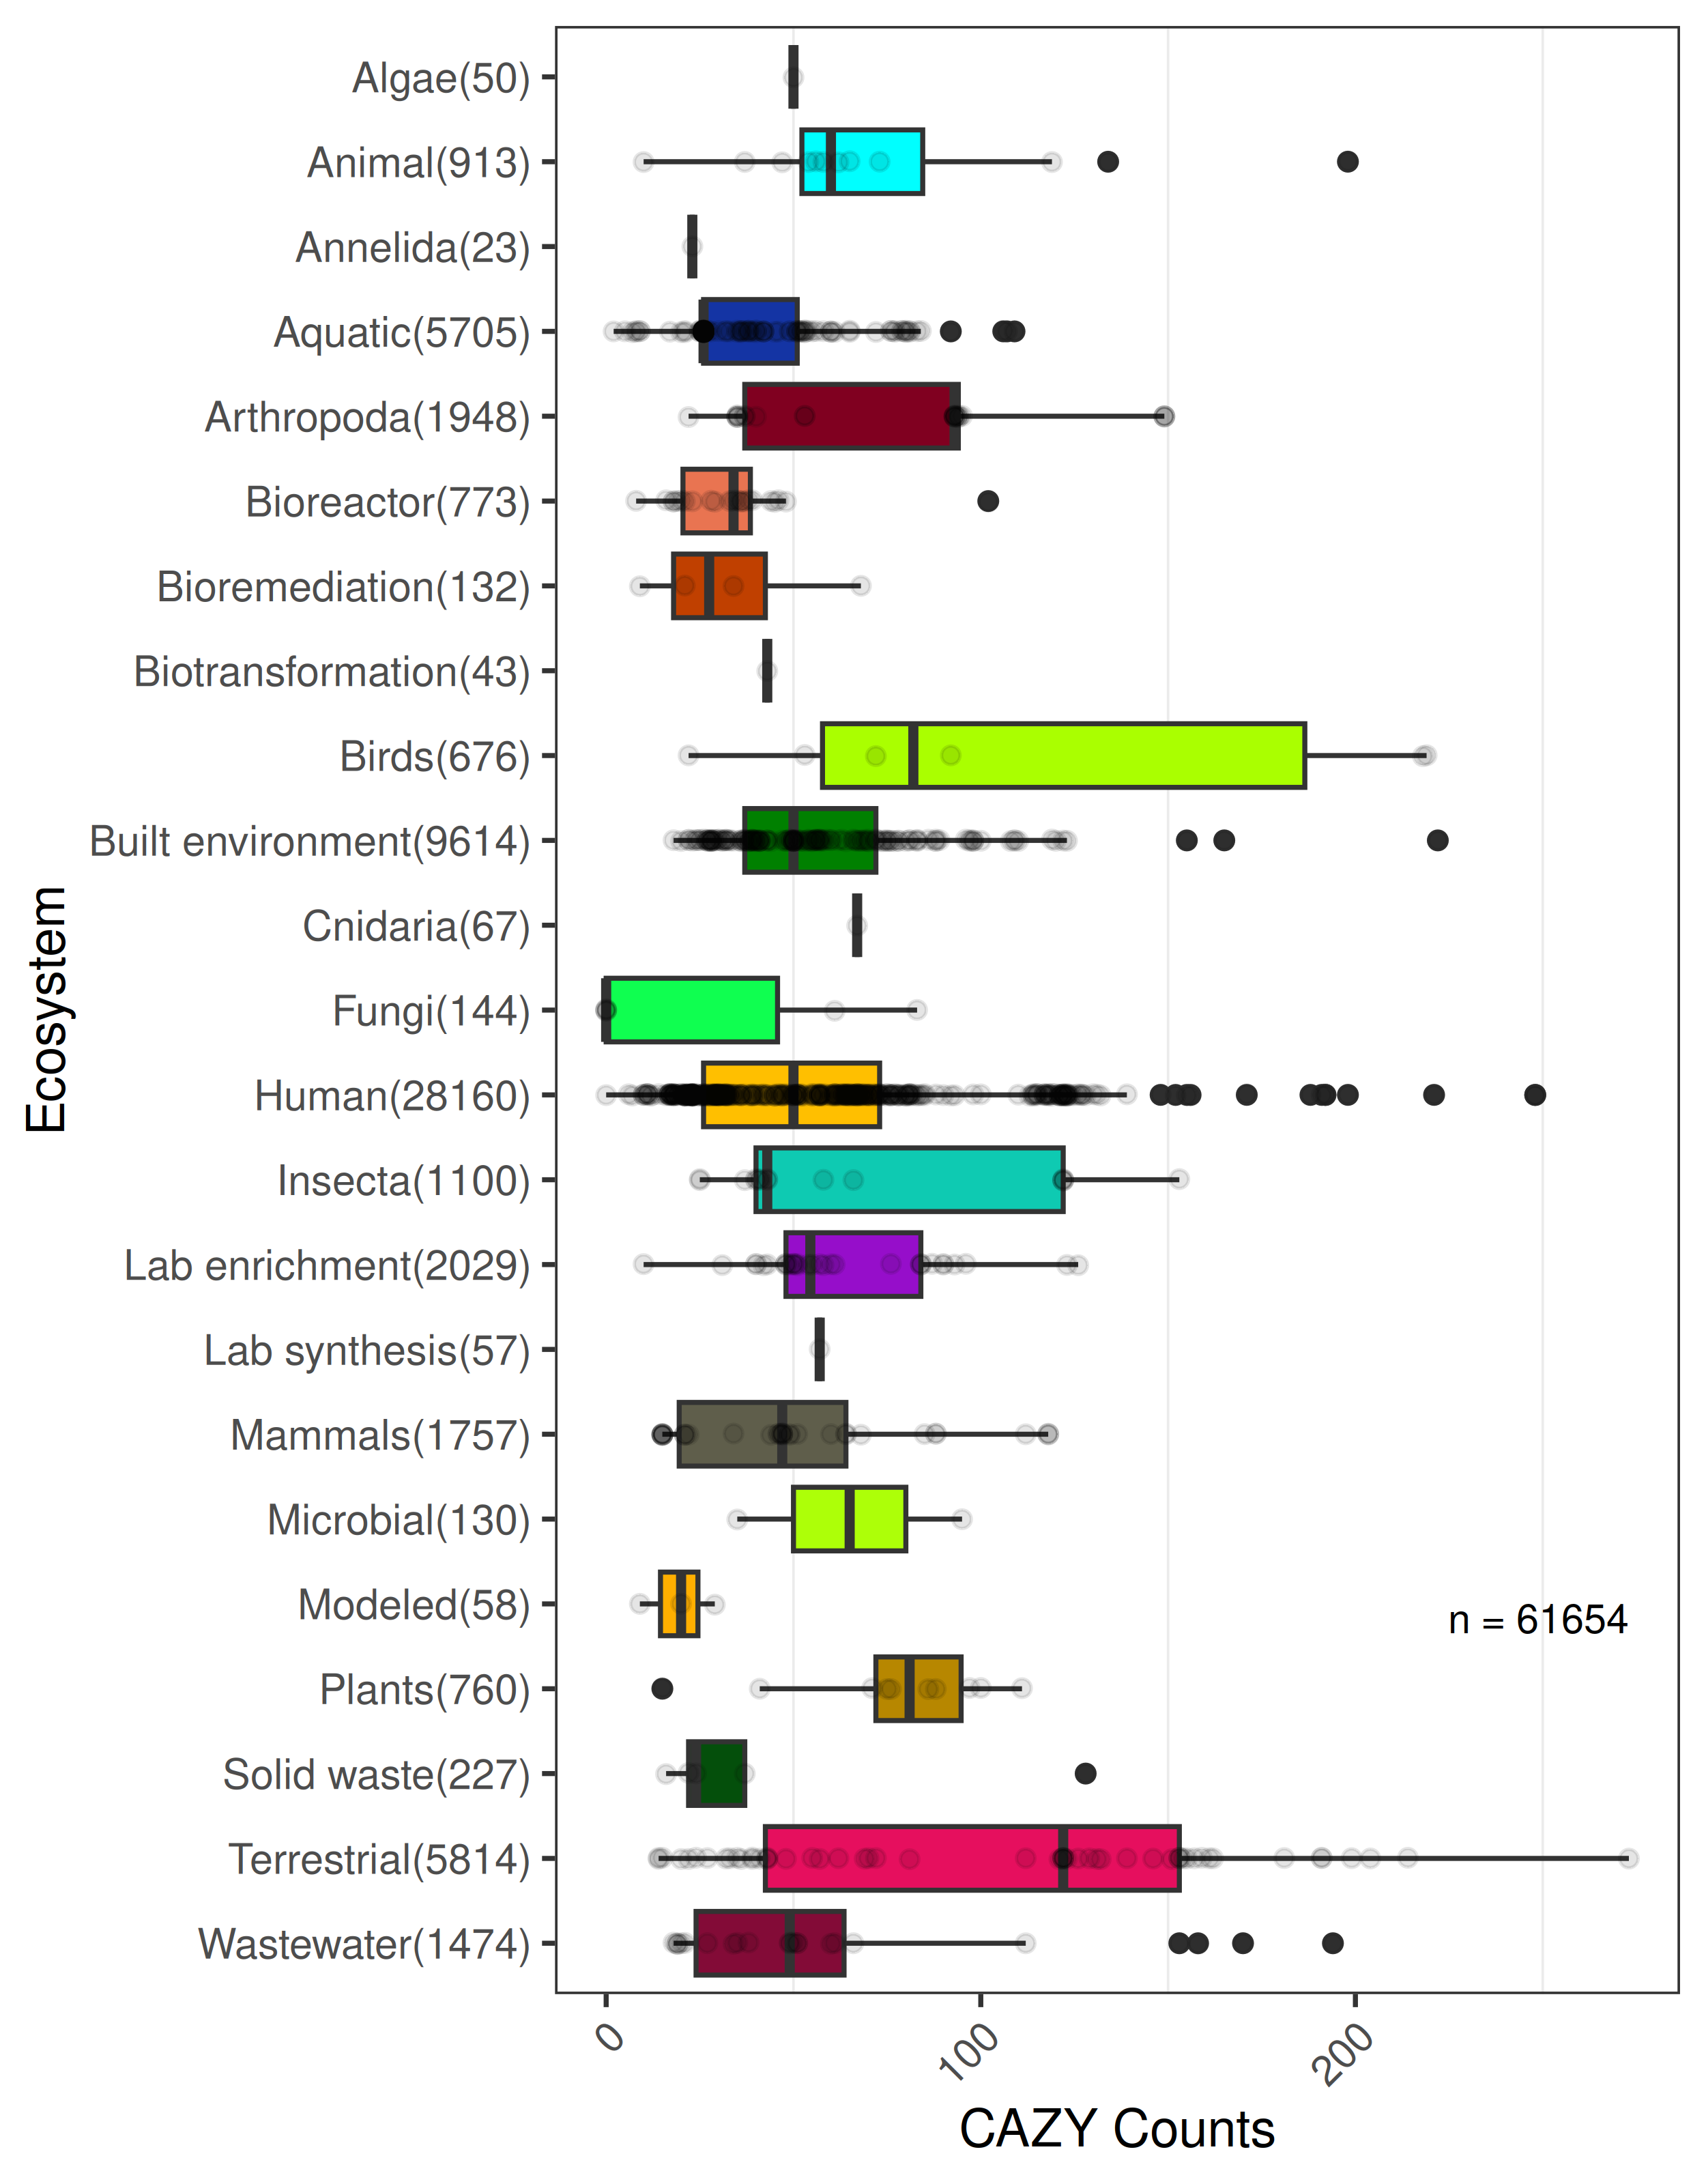 Algae(50)
Animal(913)
Annelida(23)
Aquatic(5705)
Arthropoda(1948)
Bioreactor(773)
Bioremediation(132)
Biotransformation(43)
Birds(676)
Built environment(9614)
Cnidaria(67)
Fungi(144)
Human(28160)
Insecta(1100)
Lab enrichment(2029)
Lab synthesis(57)
Mammals(1757)
Microbial(130)
Modeled(58)
Plants(760)
Solid waste(227)
Terrestrial(5814)
Wastewater(1474)
Ecosystem
n = 61654
0
100
200
CAZY Counts